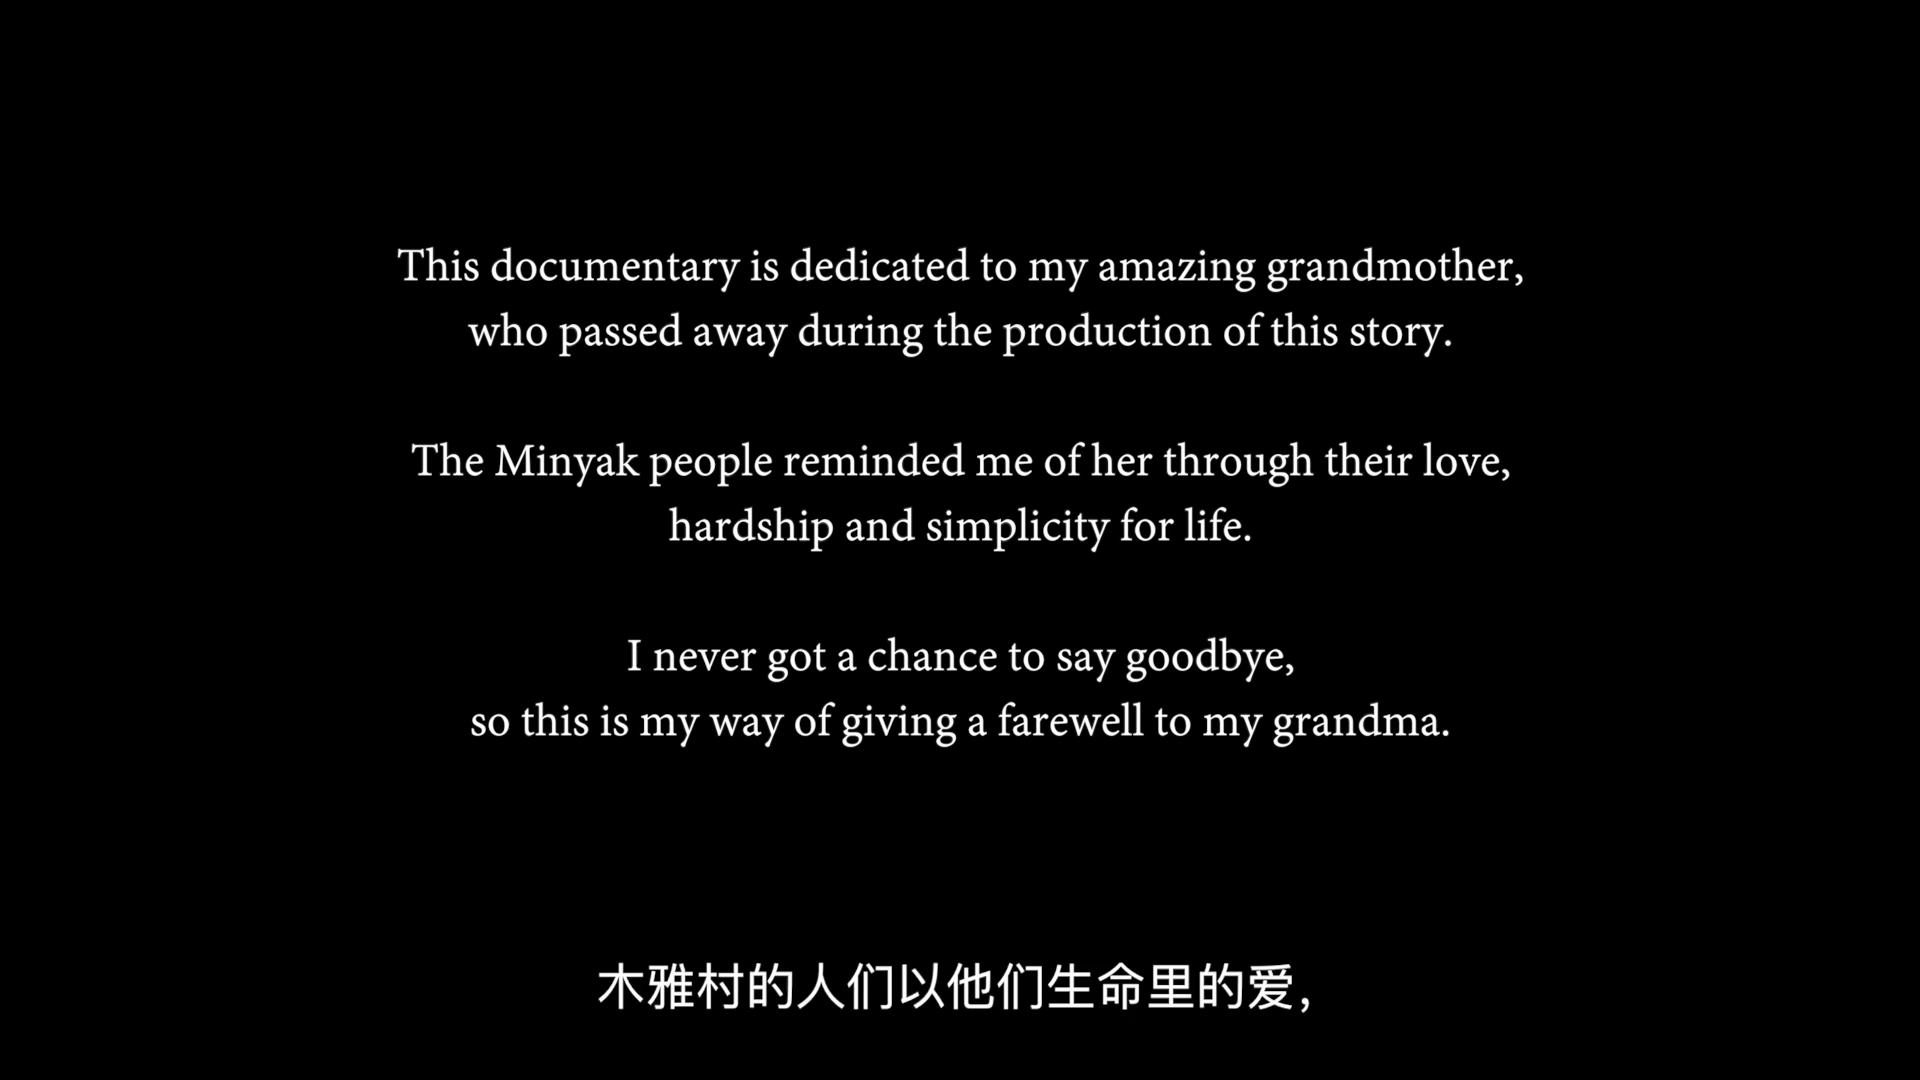 This documentary is dedicated to my amazing grandmother,
who passed away during the production of this story.
The Minyak people reminded me of her through their love,
hardship and simplicity for life.
I never got a chance to say goodbye,
so this is my way of giving a farewell to my grandma.
木雅村的人们以他们生命里的爱，